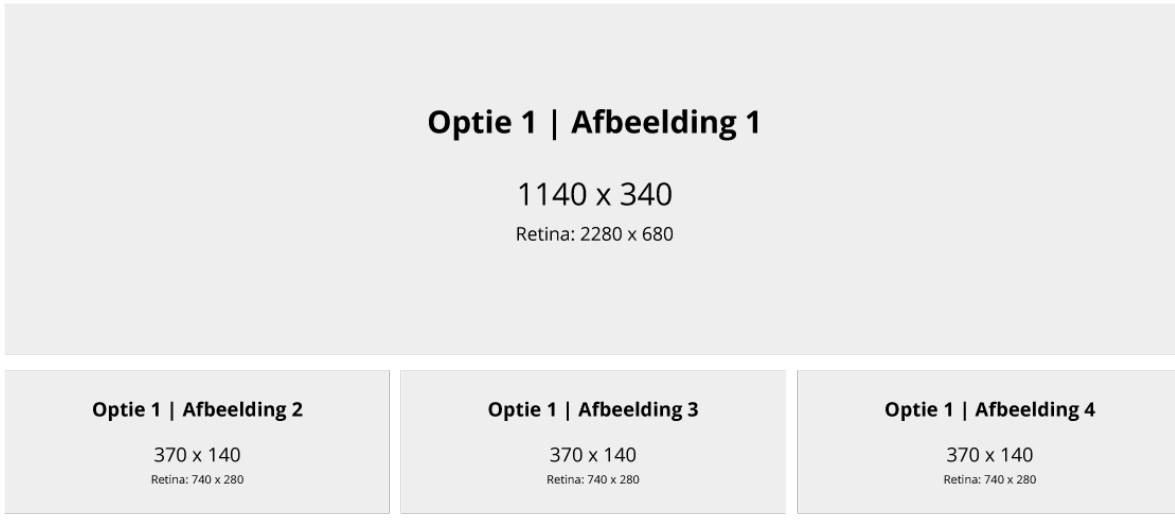 Optie 1 | Afbeelding 1
1140 x 340
Retina: 2280 x 680
Optie 1 | Afbeelding 2
370 x 140
Retina: 740 x 280
Optie 1 | Afbeelding 3
370 x 140
Retina: 740 x 280
Optie 1 | Afbeelding 4
370 x 140
Retina: 740 x 280